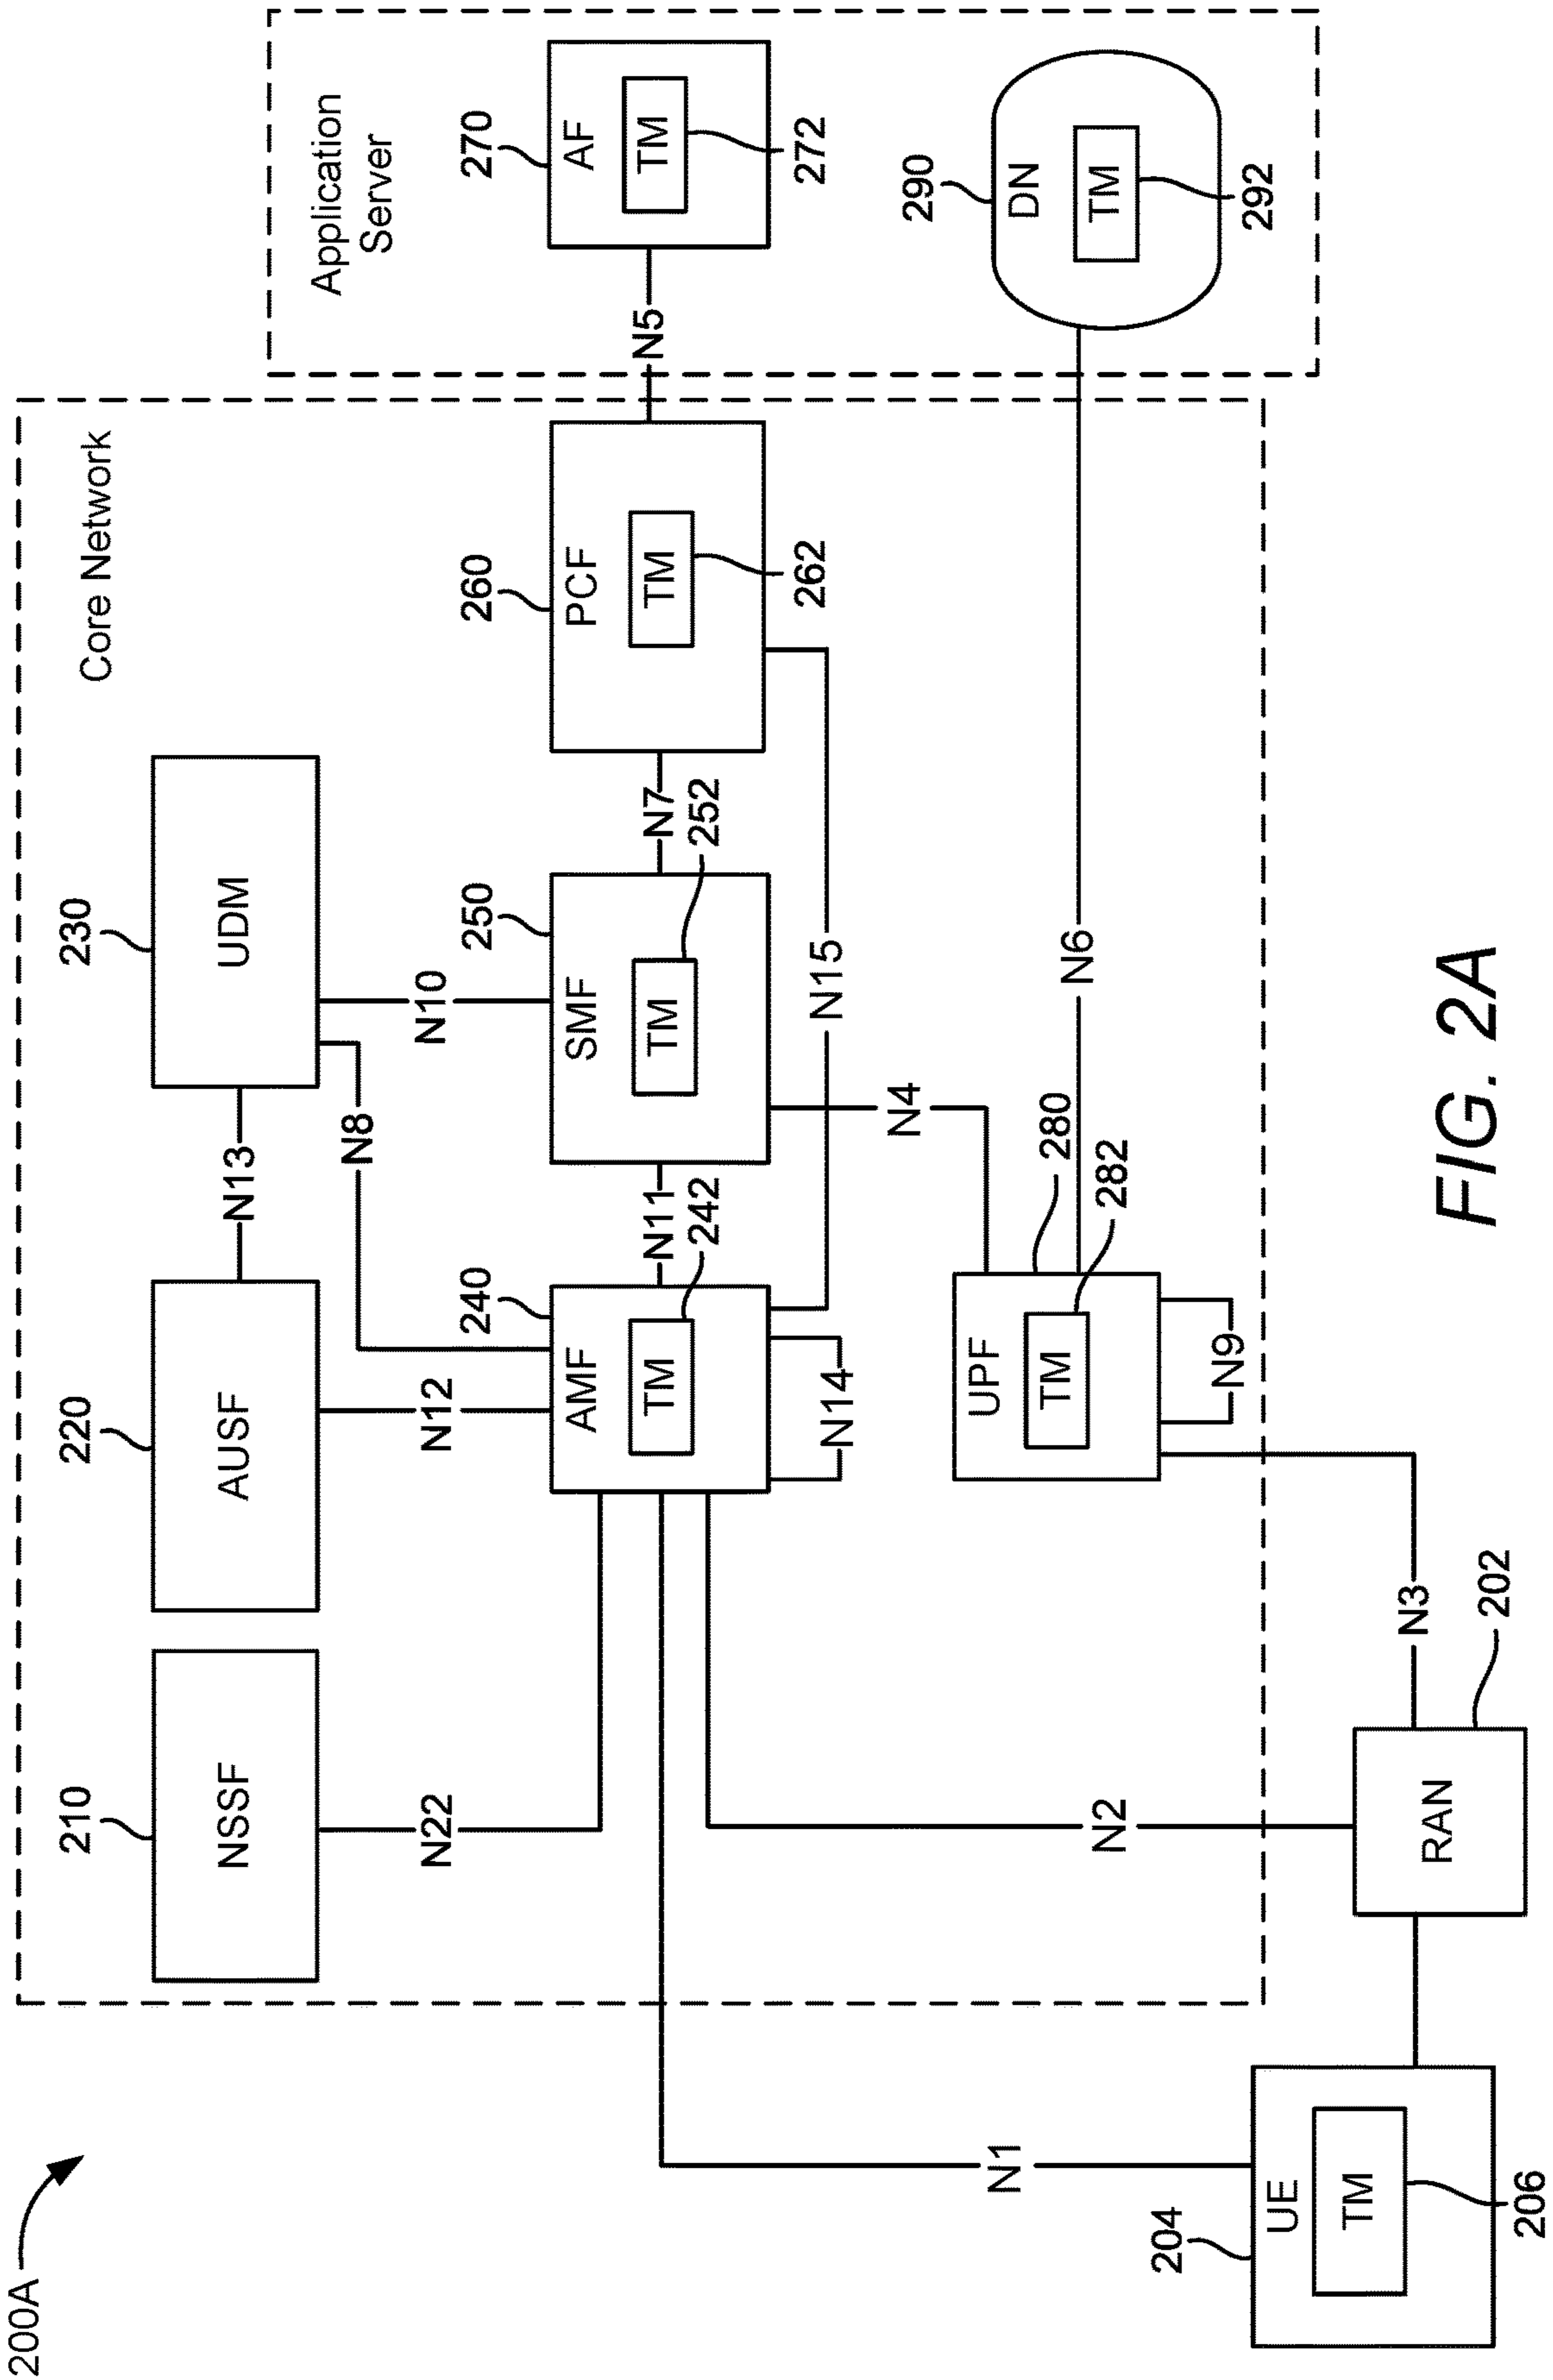 200A
Core Network
Application
Server
210
NSSF
220
AUSF
N13
230
UDM
N22
N12
N8
N10
240
AMF
TM
242
N11
250
SMF
TM
252
N7
260
PCF
TM
262
N5
270
AF
TM
272
N14
N15
N4
280
UPF
TM
282
N9
N6
290
DN
TM
292
N1
N2
N3
204
UE
TM
206
RAN
202
FIG. 2A